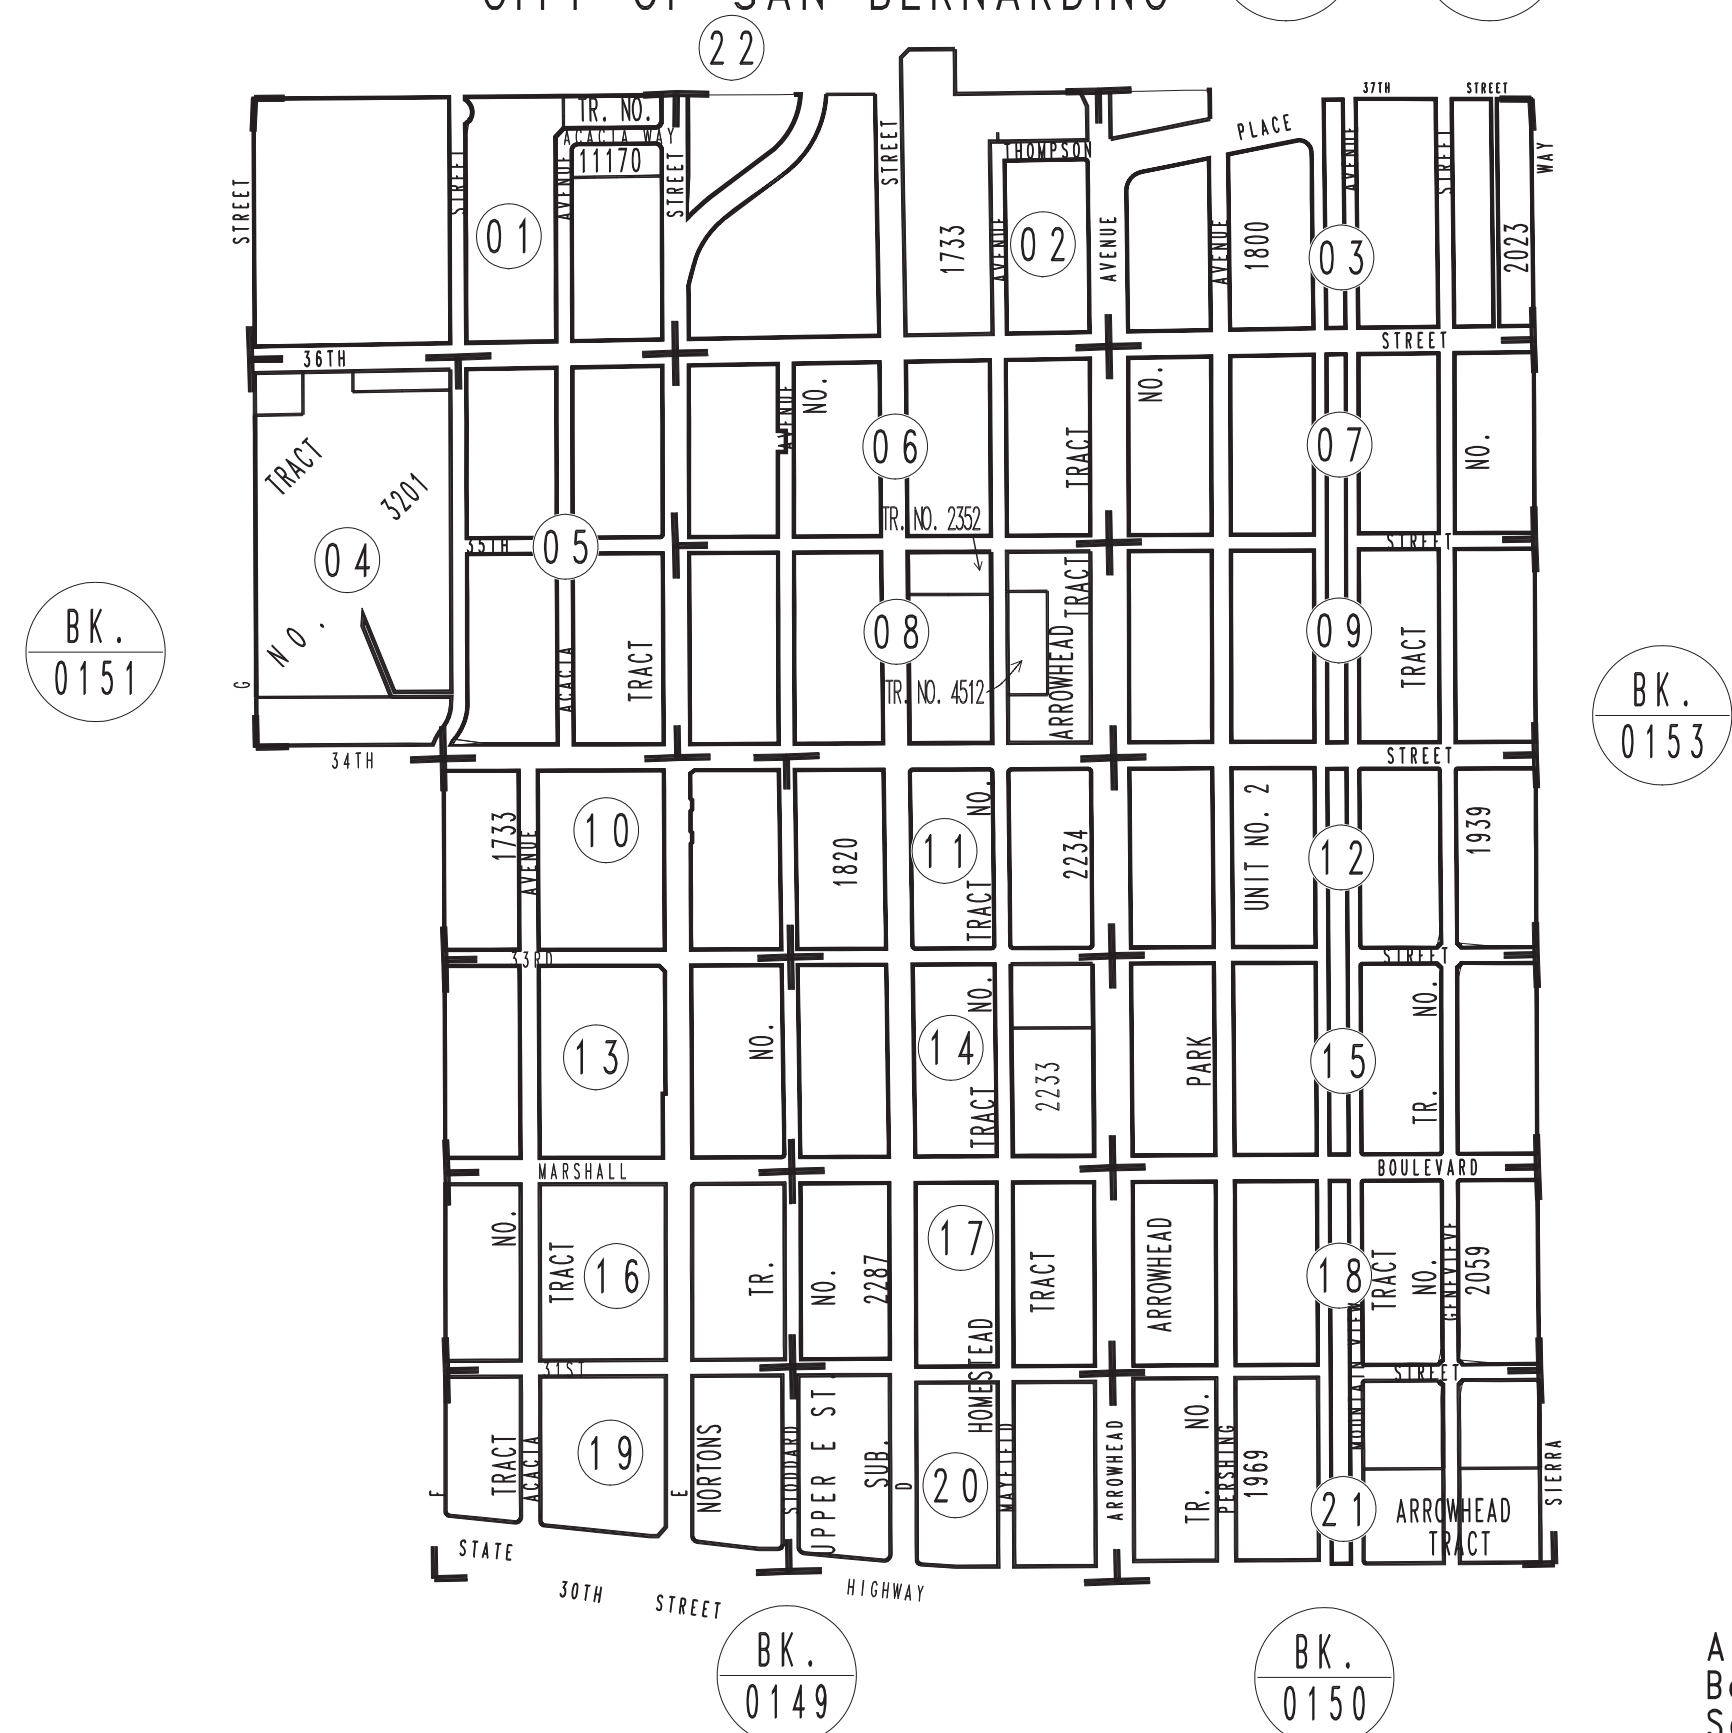 CITY OF SAN BERNARDINO
22
37TH STREET
TR. NO.
ACACIA WAY
11170
PLACE
THOMPSON
STREET
STREET
AVENUE
STREET
STREET
AVENUE
STREET
WAY
01
1733
AVENUE
02
AVENUE
AVENUE
1800
03
2023
36TH
STREET
AVENUE
NO.
NO.
TRACT
3201
NO.
06
TRACT
07
NO.
TR. NO. 2352
35TH
05
STREET
04
BK.
0151
G
ACACIA
TRACT
08
TRACT
ARROWHEAD
09
TRACT
TR. NO. 4512
BK.
0153
34TH
STREET
1733
AVENUE
10
1820
11
NO.
TRACT
2234
UNIT NO. 2
12
1939
33RD
STREET
13
NO.
14
NO.
TRACT
2233
PARK
15
NO.
TR.
MARSHALL
BOULEVARD
NO.
TRACT
16
TR.
NO.
2287
17
TRACT
ARROWHEAD
18
TRACT
NO.
GENEVIEVE
2059
31ST
HOMESTEAD
MOUNTAIN VIEW
STREET
F
TRACT
ACACIA
19
E
NORTONS
STODDARD
UPPER E ST.
SUB.
D
20
MAYFIELD
ARROWHEAD
TR.
NO.
PERSHING
1969
21
ARROWHEAD
TRACT
SIERRA
STATE
HIGHWAY
30TH STREET
BK.
0149
BK.
0150
A